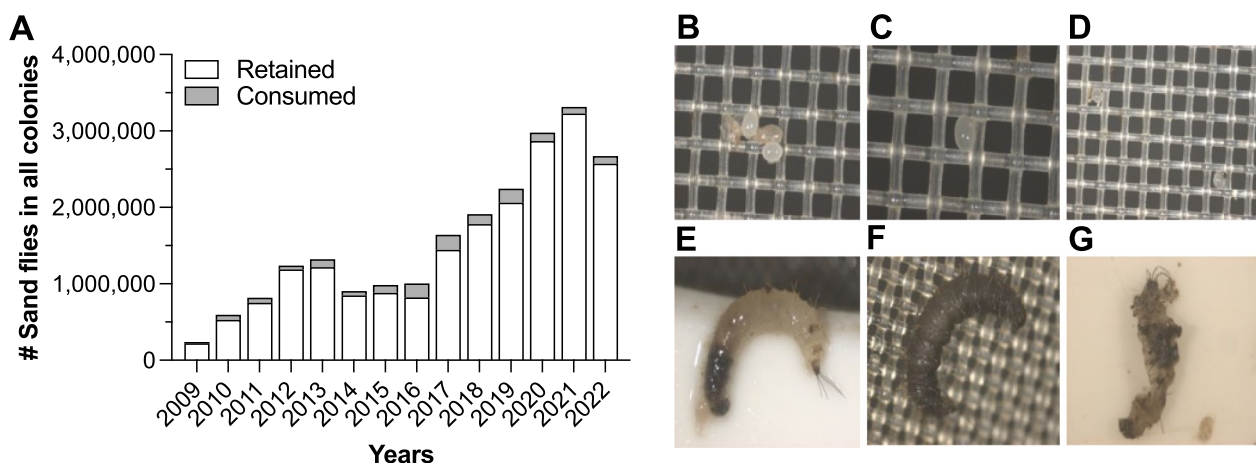 A
# Sand flies in all colonies
4,000,000
3,000,000
2,000,000
1,000,000
0
Retained
Consumed
2009
2010
2011
2012
2013
2014
2015
2016
2017
2018
2019
2020
2021
2022
Years
B
C
D
E
F
G